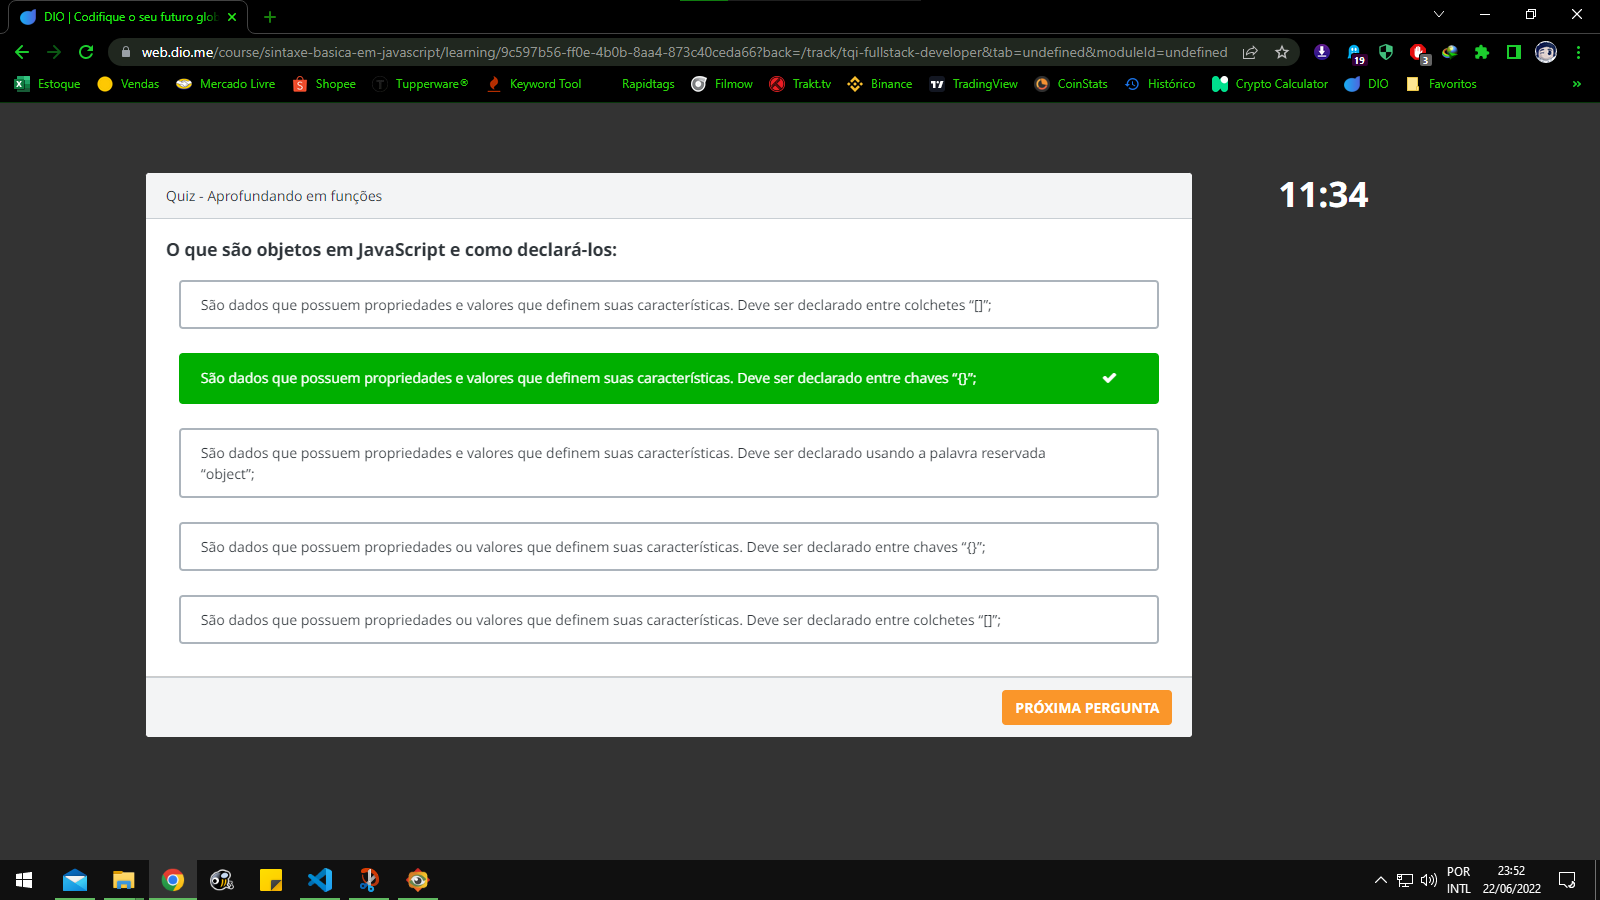 DIO | Codifique o seu futuro glob
web.dio.me/course/sintaxe-basica-em-javascript/learning/9c597b56-ff0e-4b0b-8aa4-873c40ceda66?back=/track/tqi-fullstack-developer&tab=undefined&moduleId=undefined
19
3
Estoque Vendas Mercado Livre Shopee Tupperware® Keyword Tool Rapidtags Filmow Trakt.tv Binance TradingView CoinStats Histórico Crypto Calculator DIO Favoritos »
Quiz - Aprofundando em funções
11:34
O que são objetos em JavaScript e como declará-los:
São dados que possuem propriedades e valores que definem suas características. Deve ser declarado entre colchetes “[]”;
São dados que possuem propriedades e valores que definem suas características. Deve ser declarado entre chaves “{}”;
São dados que possuem propriedades e valores que definem suas características. Deve ser declarado usando a palavra reservada
“object”;
São dados que possuem propriedades ou valores que definem suas características. Deve ser declarado entre chaves “{}”;
São dados que possuem propriedades ou valores que definem suas características. Deve ser declarado entre colchetes “[]”;
PRÓXIMA PERGUNTA
POR
INTL
23:52
22/06/2022